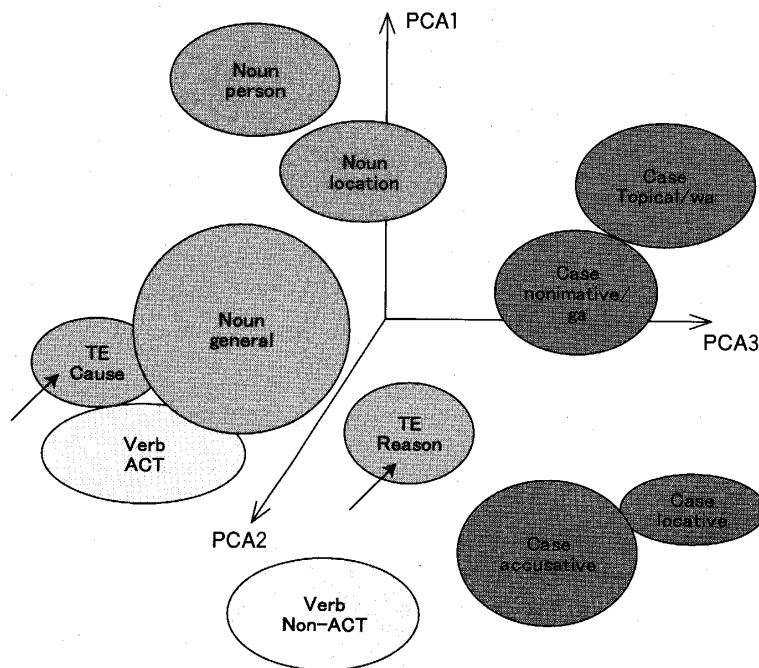 PCA1
Noun
person
Noun
location
Case
Topical/wa
Case
nonimative/
ga
Noun
general
PCA3
TE
Cause
TE
Reason
Verb
ACT
PCA2
Case
locative
Case
accusative
Verb
Non-ACT